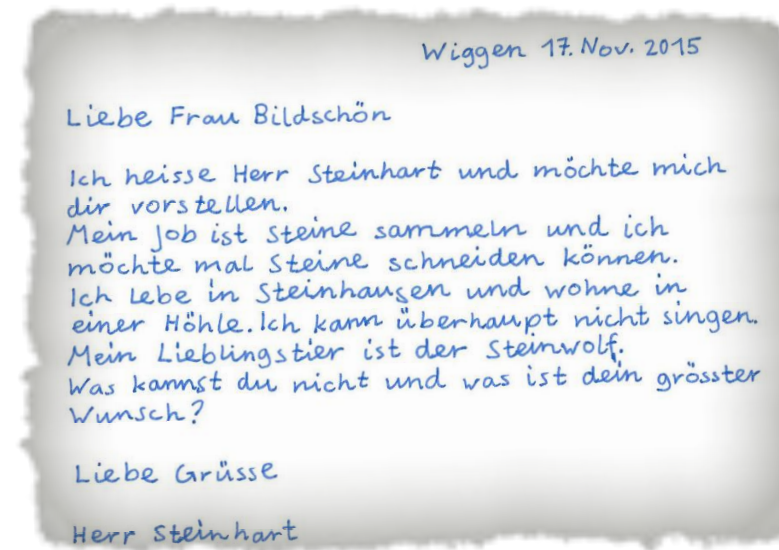 Wiggen 17. Nov. 2015
Liebe Frau Bildschön
Ich heisse Herr Steinhart und möchte mich
dir vorstellen.
Mein Job ist Steine sammeln und ich
möchte mal Steine schneiden können.
Ich lebe in Steinhausen und wohne in
einer Höhle. Ich kann überhaupt nicht singen.
Mein Lieblingstier ist der Steinwolf.
Was kannst du nicht und was ist dein grösster
Wunsch?
Liebe Grüsse
Herr Steinhart